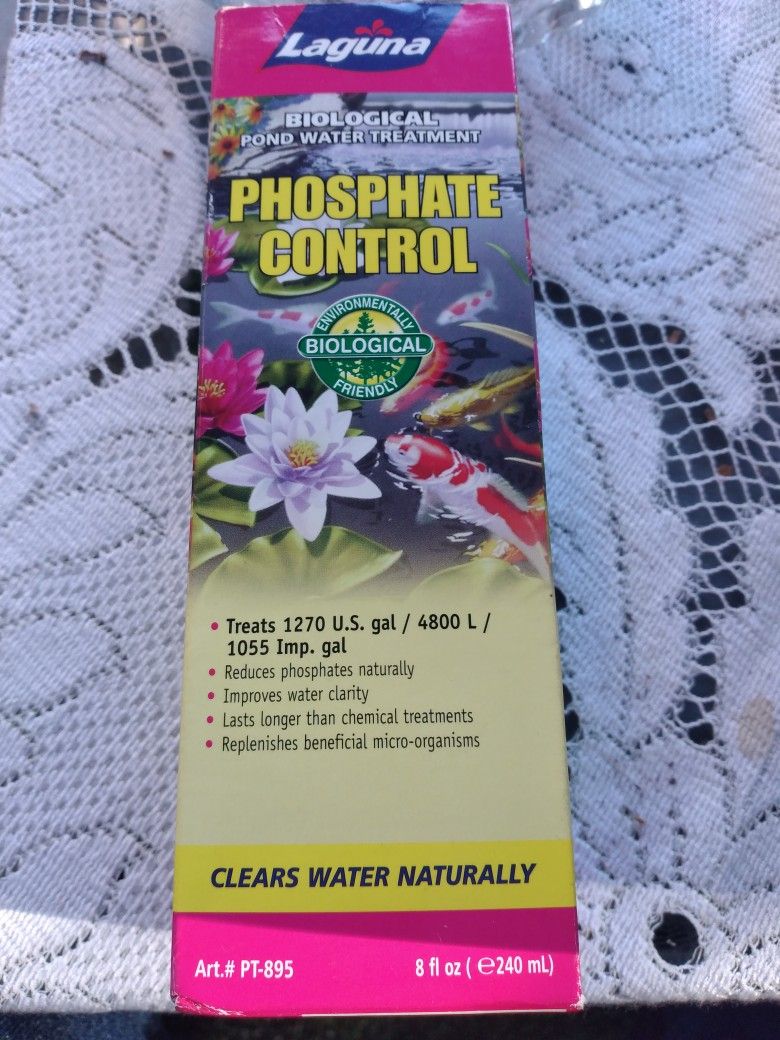 Laguna
BIOLOGICAL
POND WATER TREATMENT
PHOSPHATE
CONTROL
ENVIRONMENTALLY
BIOLOGICAL
FRIENDLY
• Treats 1270 U.S. gal / 4800 L /
1055 Imp. gal
• Reduces phosphates naturally
• Improves water clarity
• Lasts longer than chemical treatments
• Replenishes beneficial micro-organisms
CLEARS WATER NATURALLY
Art.# PT-895
8 fl oz ( ℮240 mL)